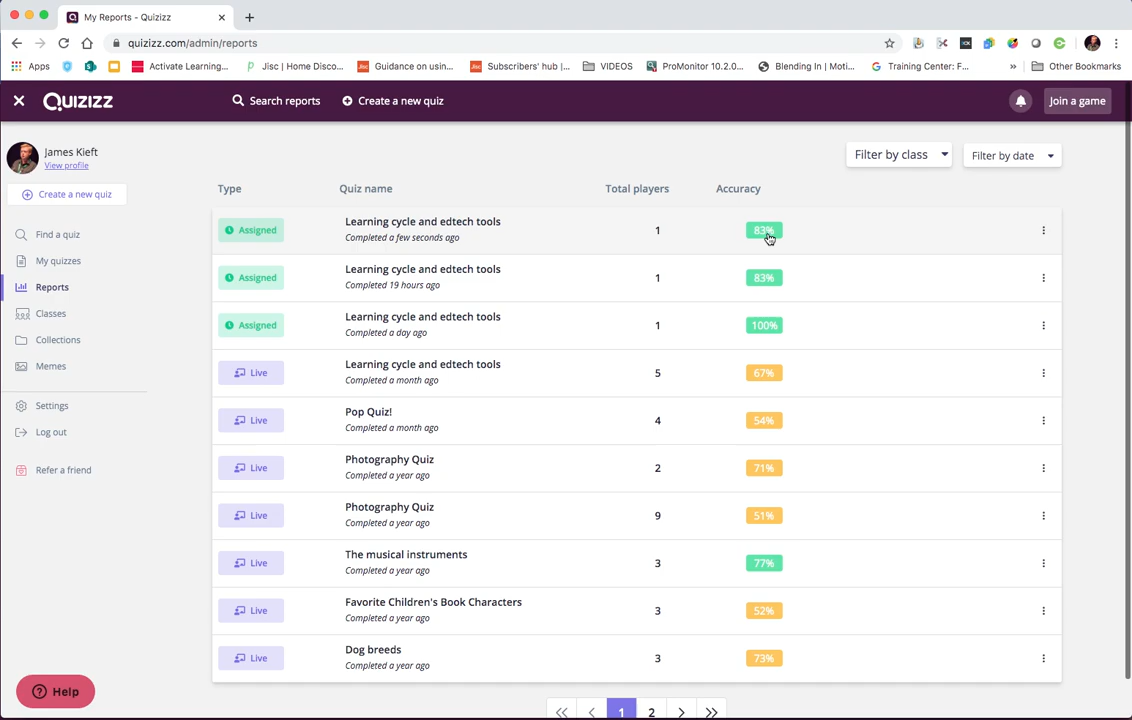 My Reports - Quizizz
quizizz.com/admin/reports
Apps
Activate Learning...
Jisc | Home Disco...
Guidance on usin...
Subscribers' hub |...
VIDEOS
ProMonitor 10.2.0...
Blending In | Moti...
Training Center: F...
»
Other Bookmarks
Quizizz
Search reports
Create a new quiz
Join a game
James Kieft
View profile
Create a new quiz
Find a quiz
My quizzes
Reports
Classes
Collections
Memes
Settings
Log out
Refer a friend
Help
Filter by class
Filter by date
Type Quiz name Total players Accuracy
Assigned Learning cycle and edtech tools 1 83%
Completed a few seconds ago
Assigned Learning cycle and edtech tools 1 83%
Completed 19 hours ago
Assigned Learning cycle and edtech tools 1 100%
Completed a day ago
Live Learning cycle and edtech tools 5 67%
Completed a month ago
Live Pop Quiz! 4 54%
Completed a month ago
Live Photography Quiz 2 71%
Completed a year ago
Live Photography Quiz 9 51%
Completed a year ago
Live The musical instruments 3 77%
Completed a year ago
Live Favorite Children's Book Characters 3 52%
Completed a year ago
Live Dog breeds 3 73%
Completed a year ago
1 2